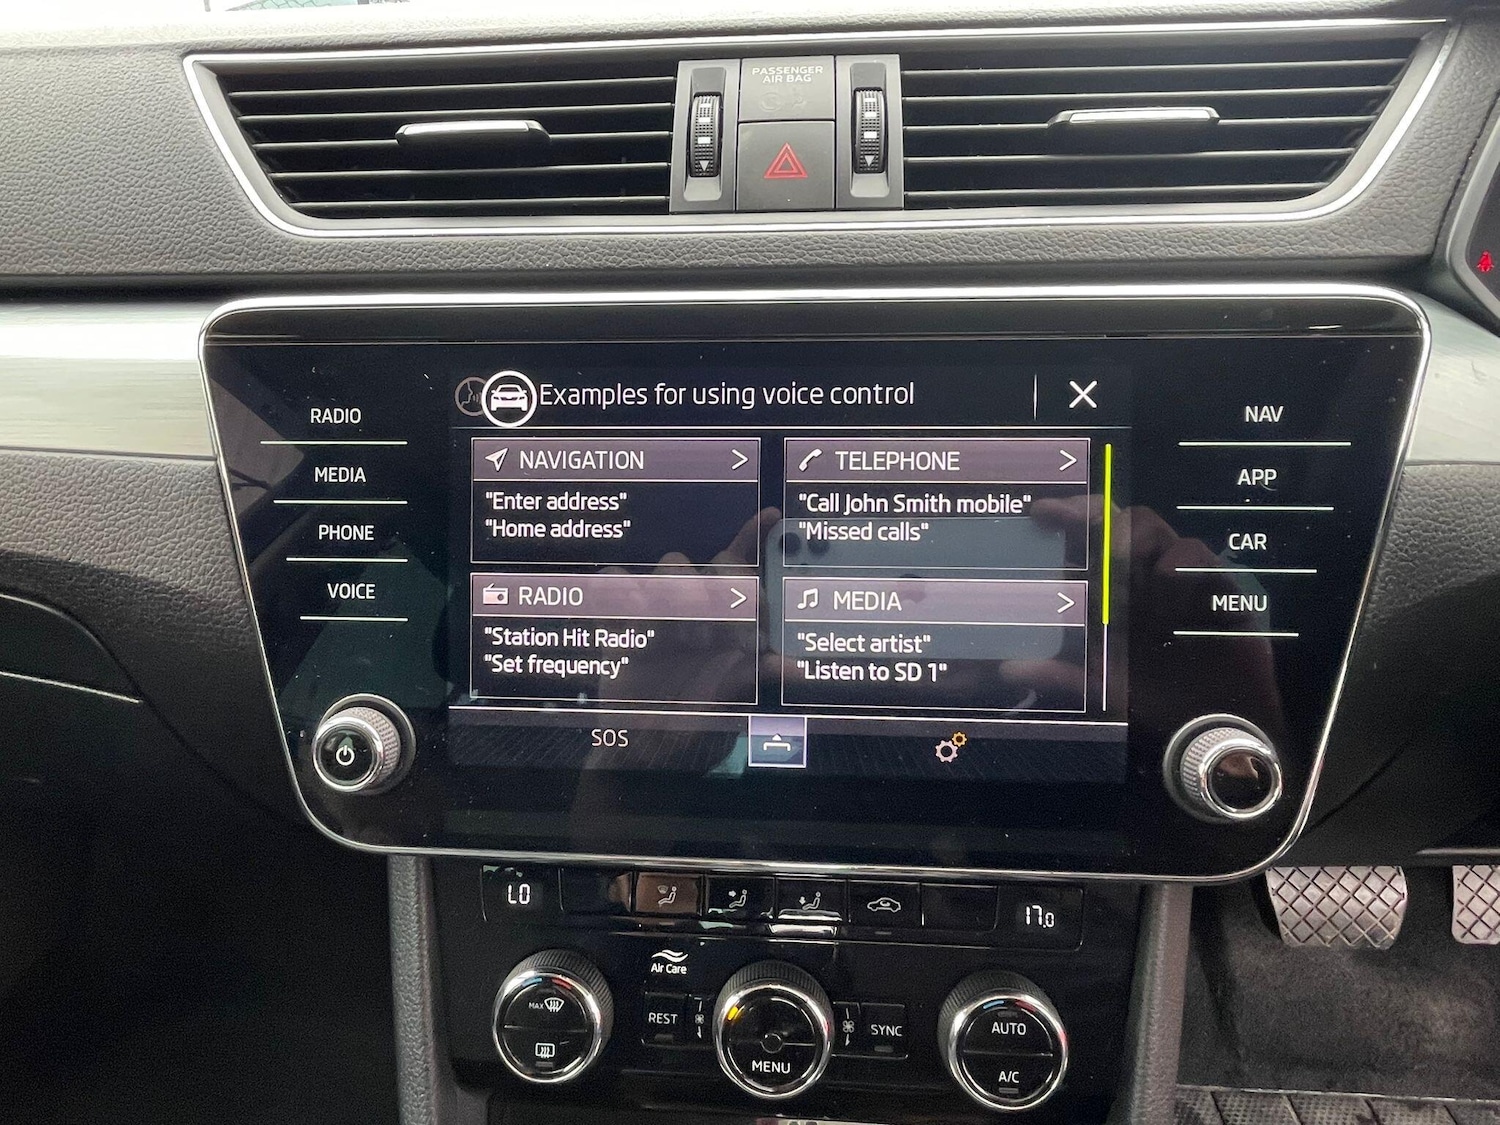 PASSENGER
AIR BAG
RADIO
MEDIA
PHONE
VOICE
Examples for using voice control
NAVIGATION
"Enter address"
"Home address"
TELEPHONE
"Call John Smith mobile"
"Missed calls"
RADIO
"Station Hit Radio"
"Set frequency"
MEDIA
"Select artist"
"Listen to SD 1"
SOS
NAV
APP
CAR
MENU
LO
17.0
Air Care
MAX
REST
MENU
SYNC
AUTO
A/C